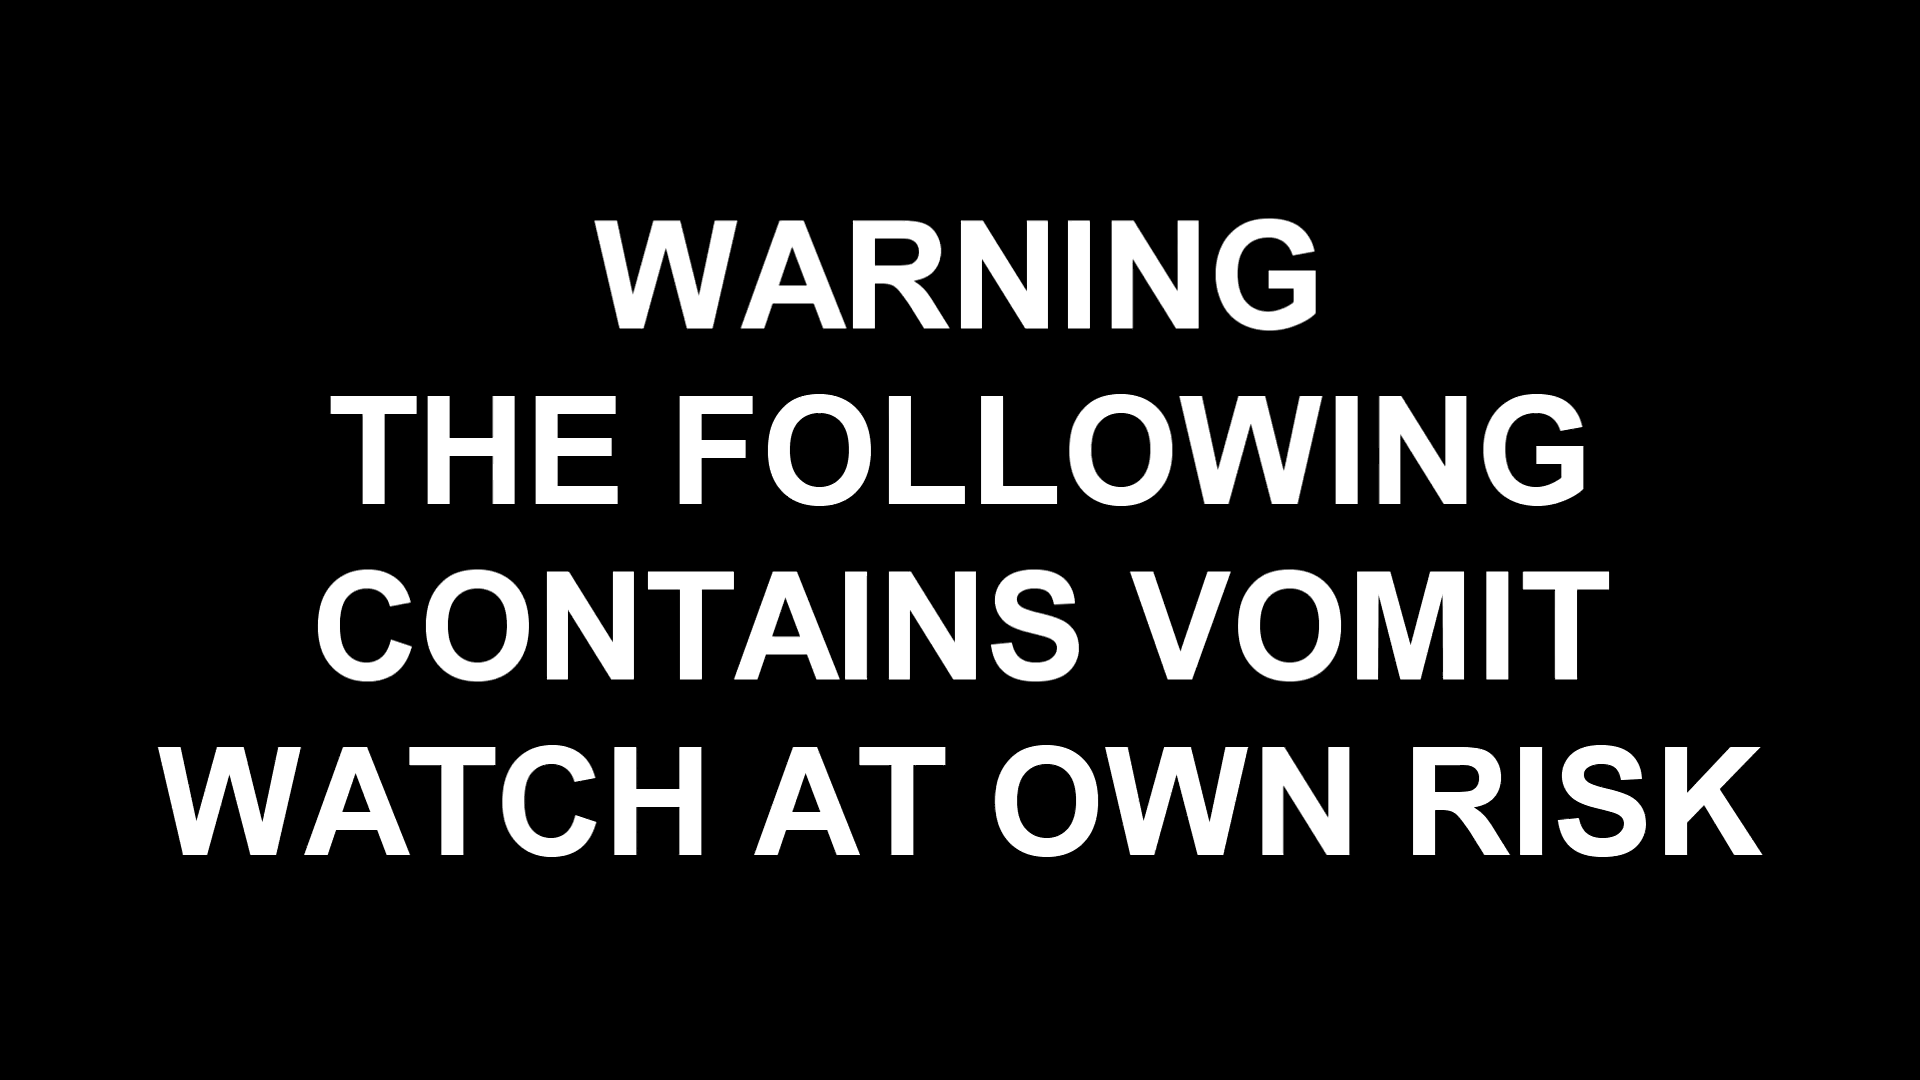 WARNING
THE FOLLOWING
CONTAINS VOMIT
WATCH AT OWN RISK